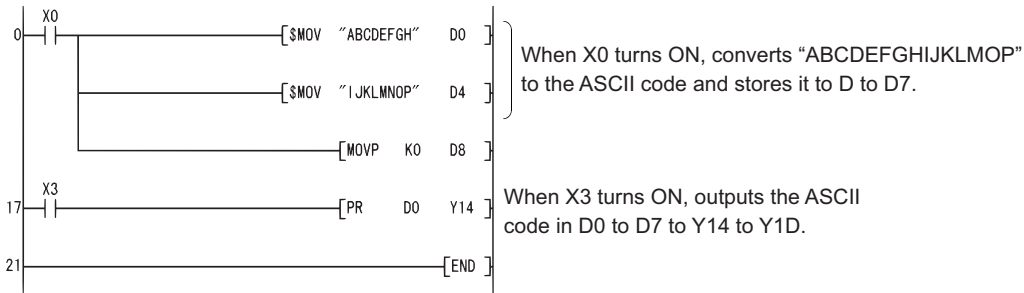 X0
0 [$MOV "ABCDEFGH" D0 ]
When X0 turns ON, converts “ABCDEFGHIJKLMOP”
to the ASCII code and stores it to D to D7.
[$MOV "IJKLMNOP" D4 ]
[MOVP K0 D8 ]
X3
17 [PR D0 Y14 ]
When X3 turns ON, outputs the ASCII
code in D0 to D7 to Y14 to Y1D.
21 [END ]